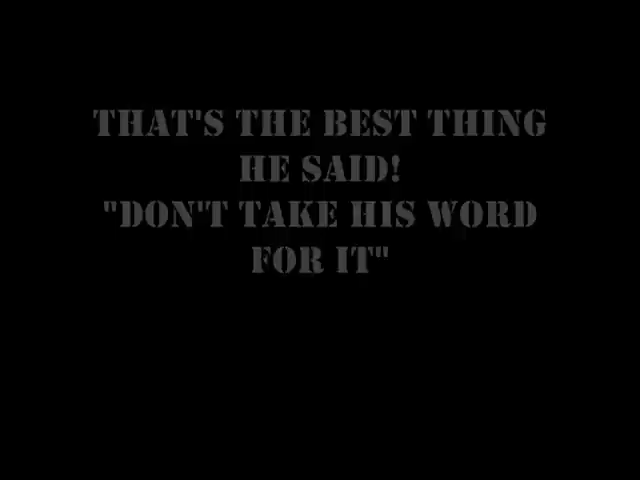 THAT'S THE BEST THING
HE SAID!
"DON'T TAKE HIS WORD
FOR IT"